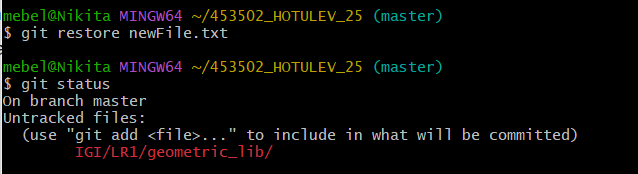 mebel@Nikita MINGW64 ~/453502_HOTULEV_25 (master)
$ git restore newFile.txt
mebel@Nikita MINGW64 ~/453502_HOTULEV_25 (master)
$ git status
On branch master
Untracked files:
  (use "git add <file>..." to include in what will be committed)
        IGI/LR1/geometric_lib/